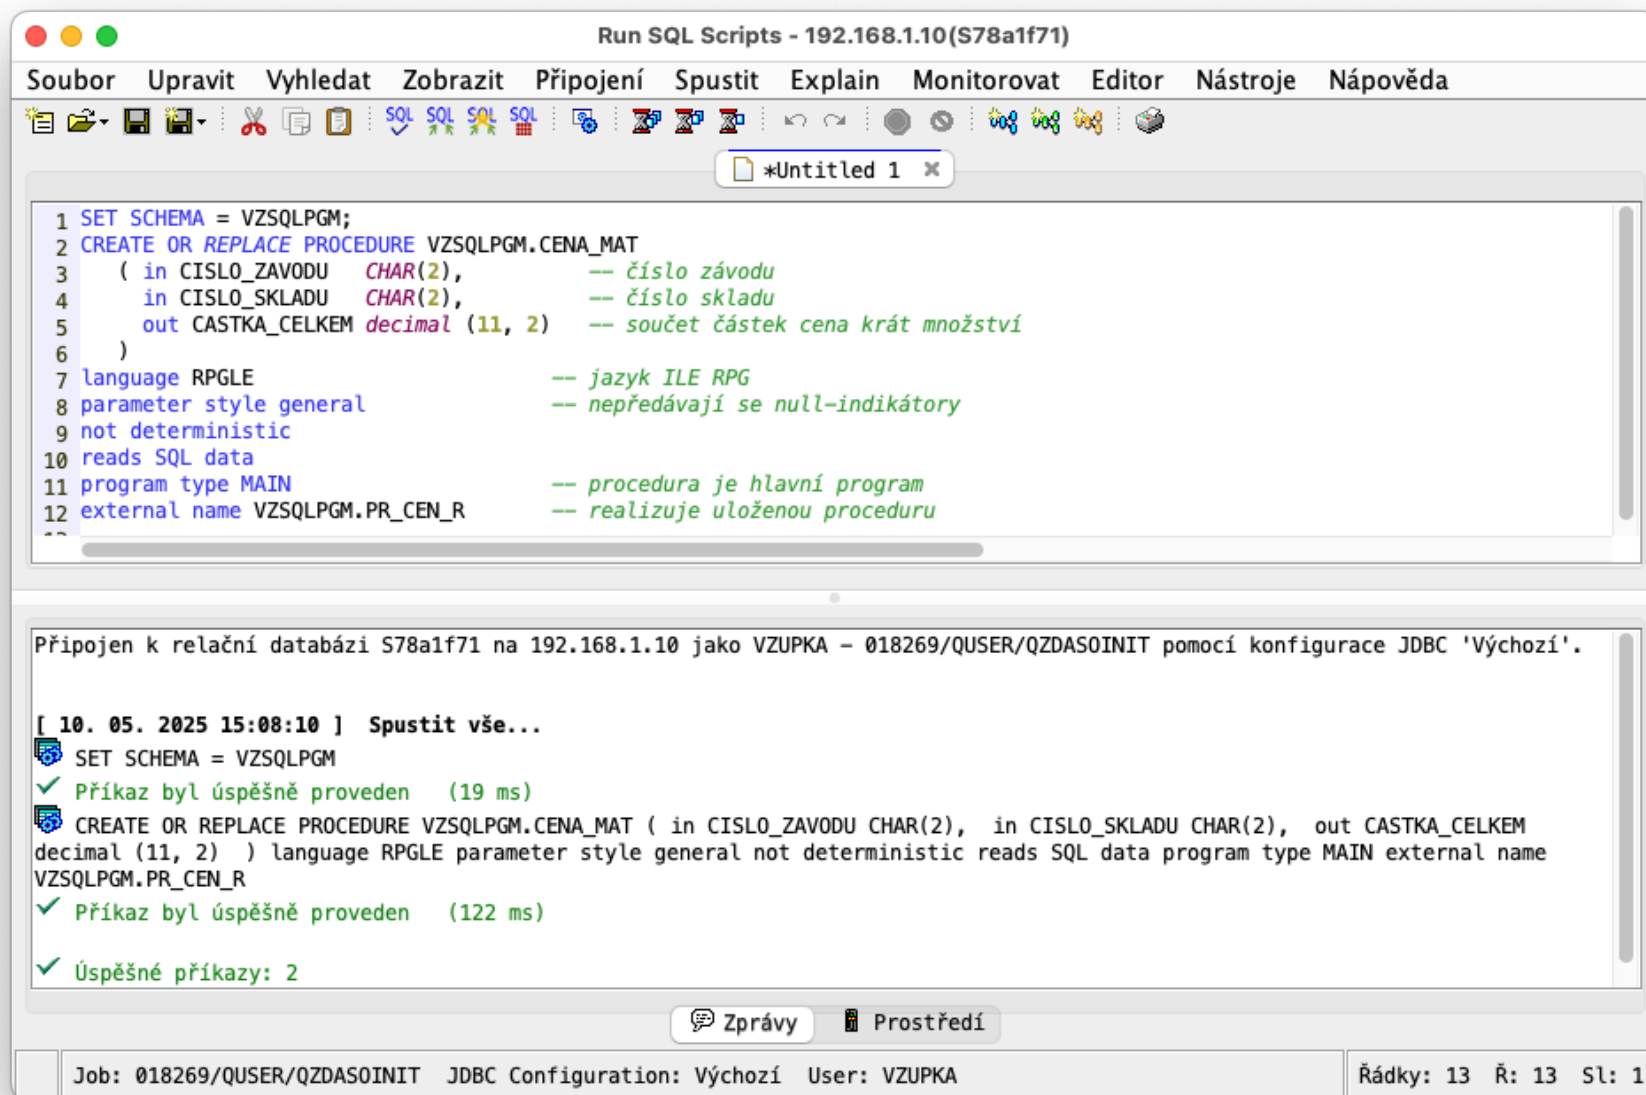 Run SQL Scripts - 192.168.1.10(S78a1f71)
Soubor Upravit Vyhledat Zobrazit Připojení Spustit Explain Monitorovat Editor Nástroje Nápověda
SQL SQL SQL SQL
*Untitled 1
1 SET SCHEMA = VZSQLPGM;
2 CREATE OR REPLACE PROCEDURE VZSQLPGM.CENA_MAT
3 ( in CISLO_ZAVODU CHAR(2), -- číslo závodu
4 in CISLO_SKLADU CHAR(2), -- číslo skladu
5 out CASTKA_CELKEM decimal (11, 2) -- součet částek cena krát množství
6 )
7 language RPGLE -- jazyk ILE RPG
8 parameter style general -- nepředávají se null-indikátory
9 not deterministic
10 reads SQL data
11 program type MAIN -- procedura je hlavní program
12 external name VZSQLPGM.PR_CEN_R -- realizuje uloženou proceduru
Připojen k relační databázi S78a1f71 na 192.168.1.10 jako VZUPKA - 018269/QUSER/QZDASOINIT pomocí konfigurace JDBC 'Výchozí'.
[ 10. 05. 2025 15:08:10 ] Spustit vše...
SET SCHEMA = VZSQLPGM
Příkaz byl úspěšně proveden (19 ms)
CREATE OR REPLACE PROCEDURE VZSQLPGM.CENA_MAT ( in CISLO_ZAVODU CHAR(2), in CISLO_SKLADU CHAR(2), out CASTKA_CELKEM
decimal (11, 2) ) language RPGLE parameter style general not deterministic reads SQL data program type MAIN external name
VZSQLPGM.PR_CEN_R
Příkaz byl úspěšně proveden (122 ms)
Úspěšné příkazy: 2
Zprávy Prostředí
Job: 018269/QUSER/QZDASOINIT JDBC Configuration: Výchozí User: VZUPKA Řádky: 13 Ř: 13 Sl: 1